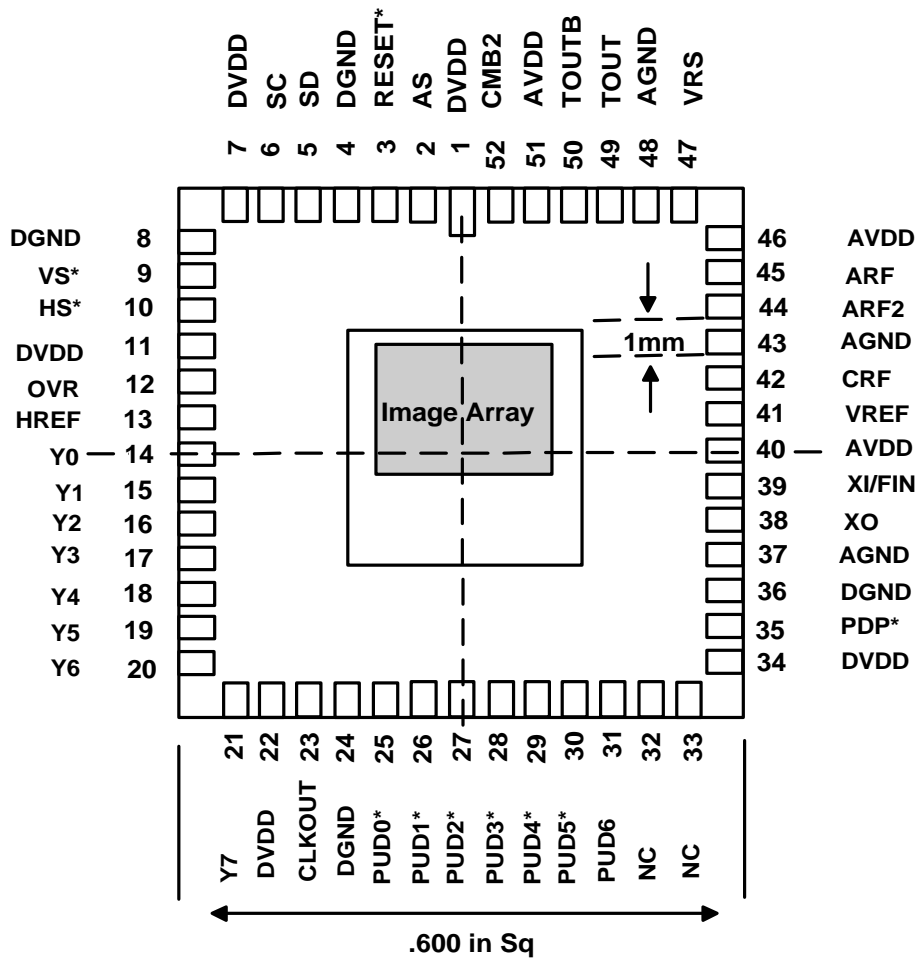 DVDD SC SD DGND RESET* AS DVDD CMB2 AVDD TOUTB TOUT AGND VRS
7 6 5 4 3 2 1 52 51 50 49 48 47
DGND 8 46 AVDD
VS* 9 45 ARF
HS* 10 44 ARF2
DVDD 11 1mm 43 AGND
OVR 12 42 CRF
HREF 13 Image Array 41 VREF
Y0 14 40 AVDD
Y1 15 39 XI/FIN
Y2 16 38 XO
Y3 17 37 AGND
Y4 18 36 DGND
Y5 19 35 PDP*
Y6 20 34 DVDD
21 22 23 24 25 26 27 28 29 30 31 32 33
Y7 DVDD CLKOUT DGND PUD0* PUD1* PUD2* PUD3* PUD4* PUD5* PUD6 NC NC
.600 in Sq